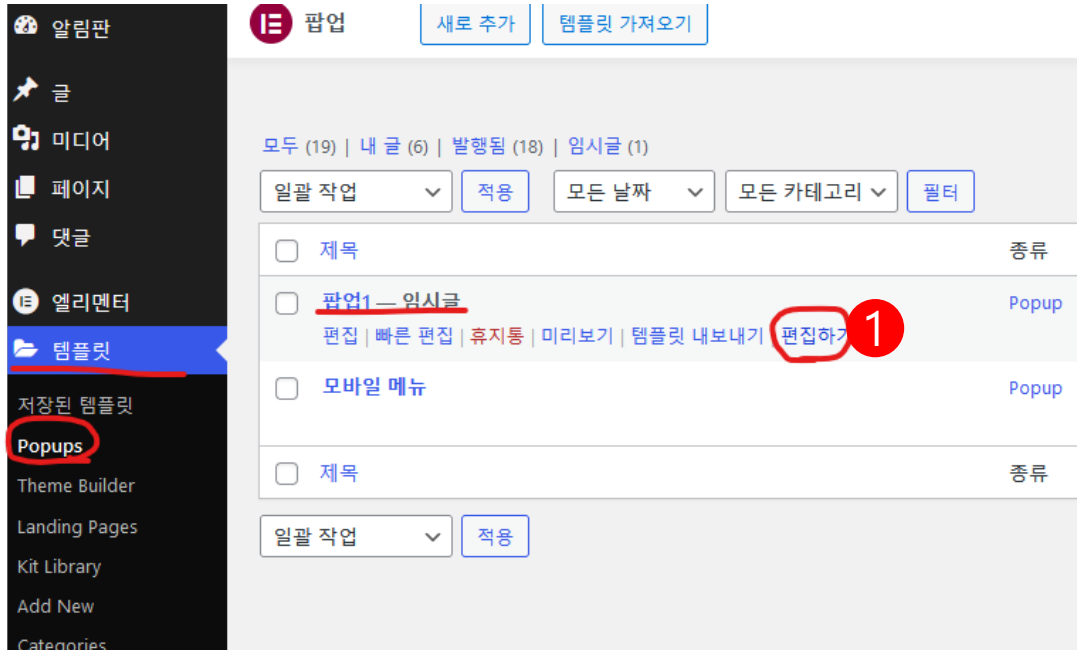 알림판
글
미디어
페이지
댓글
엘리멘터
템플릿
저장된 템플릿
Popups
Theme Builder
Landing Pages
Kit Library
Add New
Categories
팝업 새로 추가 템플릿 가져오기
모두 (19) | 내 글 (6) | 발행됨 (18) | 임시글 (1)
일괄 작업 적용 모든 날짜 모든 카테고리 필터
제목 종류
팝업1 — 임시글 Popup
편집 | 빠른 편집 | 휴지통 | 미리보기 | 템플릿 내보내기 | 편집하기 1
모바일 메뉴 Popup
제목 종류
일괄 작업 적용